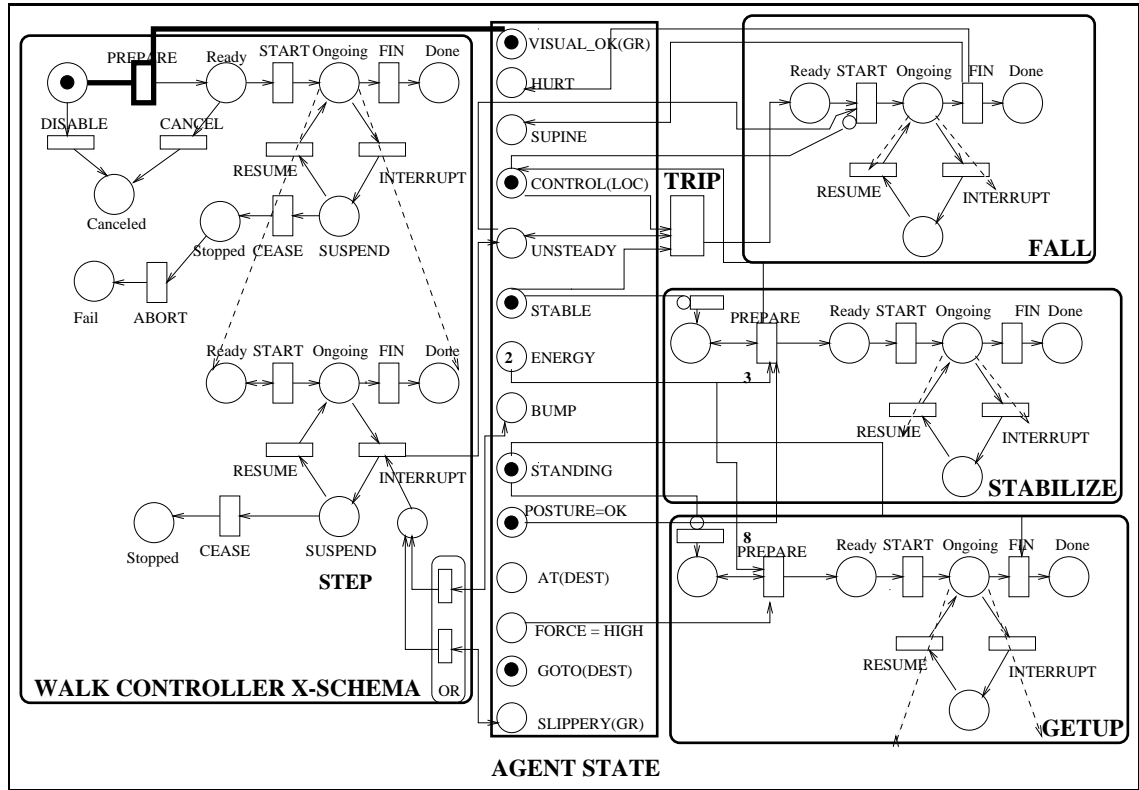 PREPARE
Ready
START
Ongoing
FIN
Done
DISABLE
CANCEL
RESUME
INTERRUPT
Canceled
Stopped
CEASE
SUSPEND
Fail
ABORT
Ready
START
Ongoing
FIN
Done
RESUME
INTERRUPT
Stopped
CEASE
SUSPEND
STEP
OR
WALK CONTROLLER X-SCHEMA
VISUAL_OK(GR)
HURT
SUPINE
CONTROL(LOC)
UNSTEADY
STABLE
2
ENERGY
BUMP
STANDING
POSTURE=OK
AT(DEST)
FORCE = HIGH
GOTO(DEST)
SLIPPERY(GR)
AGENT STATE
TRIP
Ready
START
Ongoing
FIN
Done
RESUME
INTERRUPT
FALL
PREPARE
Ready
START
Ongoing
FIN
Done
3
RESUME
INTERRUPT
STABILIZE
8
PREPARE
Ready
START
Ongoing
FIN
Done
RESUME
INTERRUPT
GETUP